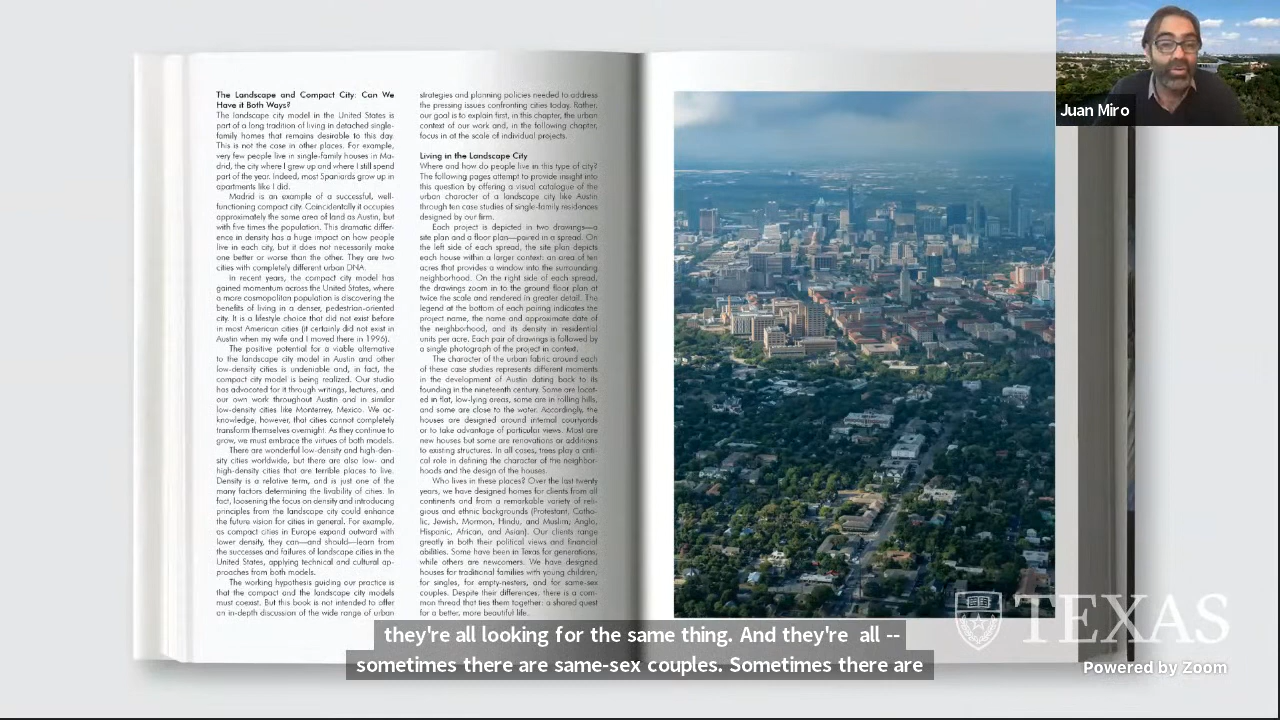 The Landscape and Compact City: Can We
Have it Both Ways?
The landscape city model in the United States is
part of a long tradition of living in detached single-
family homes that remains desirable to this day.
This is not the case in other places. For example,
very few people live in single-family houses in Ma-
drid, the city where I grew up and where I still spend
part of the year. Indeed, most Spaniards grow up in
apartments like I did.
Madrid is an example of a successful, well-
functioning compact city. Coincidentally it occupies
approximately the same area of land as Austin, but
with five times the population. This dramatic differ-
ence in density has a huge impact on how people
live in each city, but it does not necessarily make
one better or worse than the other. They are two
cities with completely different urban DNA.
In recent years, the compact city model has
gained momentum across the United States, where
a more cosmopolitan population is discovering the
benefits of living in a denser, pedestrian-oriented
city. It is a lifestyle choice that did not exist before
in most American cities (it certainly did not exist in
Austin when my wife and I moved there in 1996).
The positive potential for a viable alternative
to the landscape city model in Austin and other
low-density cities is undeniable and, in fact, the
compact city model is being realized. Our studio
has advocated for it through writings, lectures, and
our own work throughout Austin and in similar
low-density cities like Monterrey, Mexico. We ac-
knowledge, however, that cities cannot completely
transform themselves overnight. As they continue to
grow, we must embrace the virtues of both models.
There are wonderful low-density and high-den-
sity cities worldwide, but there are also low- and
high-density cities that are terrible places to live.
Density is a relative term, and is just one of the
many factors determining the livability of cities. In
fact, loosening the focus on density and introducing
principles from the landscape city could enhance
the future vision for cities in general. For example,
as compact cities in Europe expand outward with
lower density, they can—and should—learn from
the successes and failures of landscape cities in the
United States, applying technical and cultural ap-
proaches from both models.
The working hypothesis guiding our practice is
that the compact and the landscape city models
must coexist. But this book is not intended to offer
an in-depth discussion of the wide range of urban
strategies and planning policies needed to address
the pressing issues confronting cities today. Rather,
our goal is to explain first, in this chapter, the urban
context of our work and, in the following chapter,
focus in at the scale of individual projects.
Living in the Landscape City
Where and how do people live in this type of city?
The following pages attempt to provide insight into
this question by offering a visual catalogue of the
urban character of a landscape city like Austin
through ten case studies of single-family residences
designed by our firm.
Each project is depicted in two drawings—a
site plan and a floor plan—paired in a spread. On
the left side of each spread, the site plan depicts
each house within a larger context: an area of ten
acres that provides a window into the surrounding
neighborhood. On the right side of each spread,
the drawings zoom in to the ground floor plan at
twice the scale and rendered in greater detail. The
legend at the bottom of each pairing indicates the
project name, the name and approximate date of
the neighborhood, and its density in residential
units per acre. Each pair of drawings is followed by
a single photograph of the project in context.
The character of the urban fabric around each
of these case studies represents different moments
in the development of Austin dating back to its
founding in the nineteenth century. Some are locat-
ed in flat, low-lying areas, some are in rolling hills,
and some are close to the water. Accordingly, the
houses are designed around internal courtyards
or to take advantage of particular views. Most are
new houses but some are renovations or additions
to existing structures. In all cases, trees play a criti-
cal role in defining the character of the neighbor-
hoods and the design of the houses.
Who lives in these places? Over the last twenty
years, we have designed homes for clients from all
continents and from a remarkable variety of reli-
gious and ethnic backgrounds (Protestant, Catho-
lic, Jewish, Mormon, Hindu, and Muslim, Anglo,
Hispanic, African, and Asian). Our clients range
greatly in both their political views and financial
abilities. Some have been in Texas for generations,
while others are newcomers. We have designed
houses for traditional families with young children,
for singles, for empty-nesters, and for same-sex
couples. Despite their differences, there is a com-
mon thread that ties them together: a shared quest
for a better, more beautiful life.
Juan Miro
TEXAS
Powered by Zoom
they're all looking for the same thing. And they're all --
sometimes there are same-sex couples. Sometimes there are